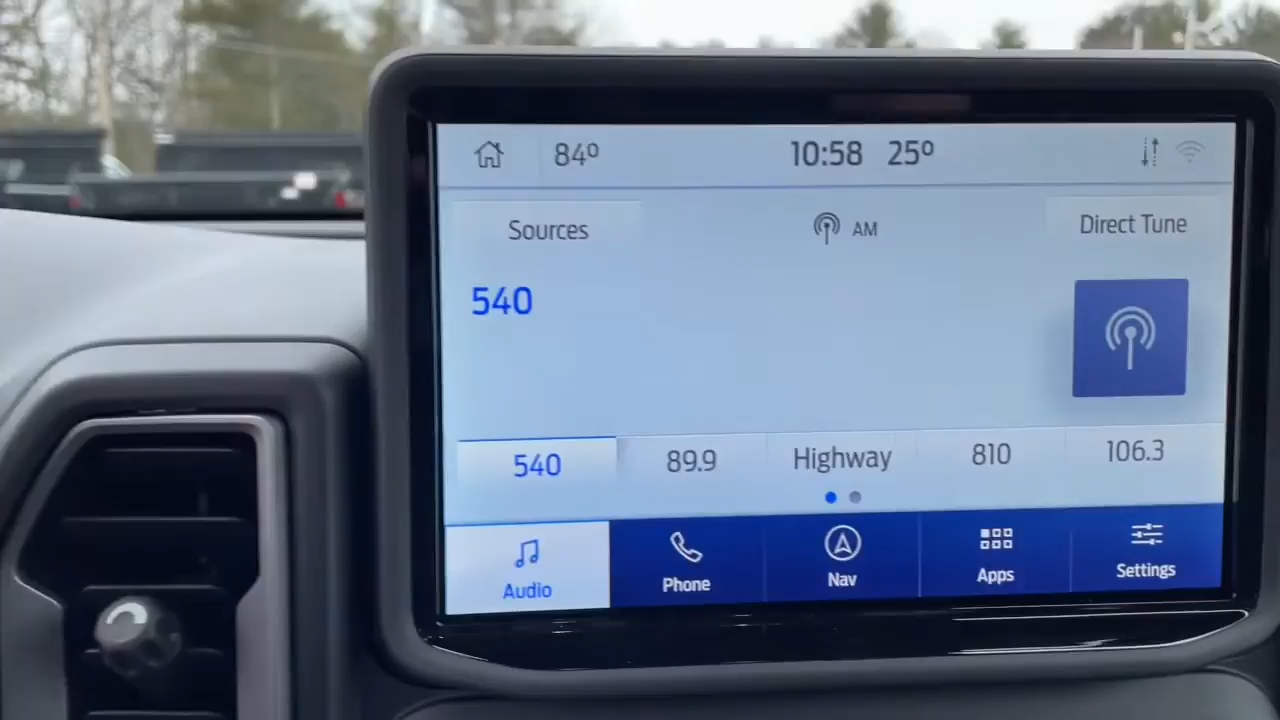 84°
10:58 25°
Sources
AM
Direct Tune
540
540
89.9
Highway
810
106.3
Audio
Phone
Nav
Apps
Settings